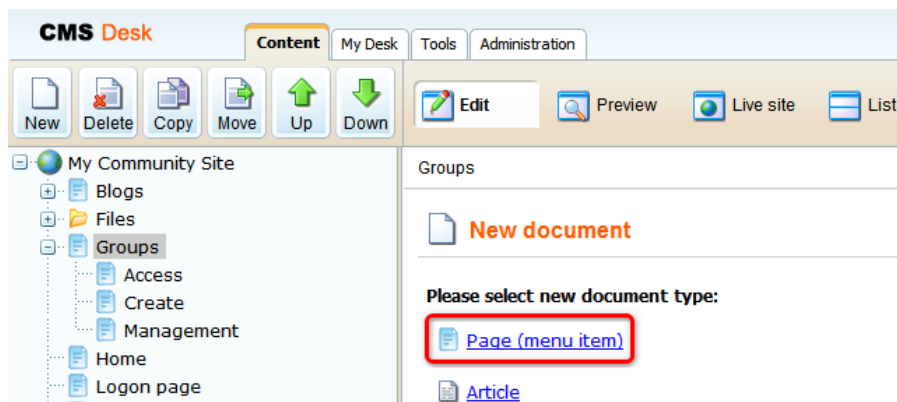 CMS Desk
Content
My Desk
Tools
Administration
New
Delete
Copy
Move
Up
Down
Edit
Preview
Live site
List
My Community Site
Blogs
Files
Groups
Access
Create
Management
Home
Logon page
Groups
New document
Please select new document type:
Page (menu item)
Article